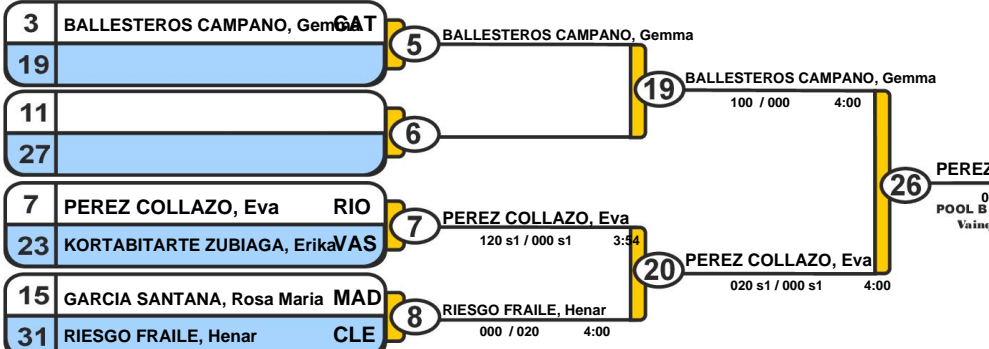 3 BALLESTEROS CAMPANO, Gemma CAT
19
5 BALLESTEROS CAMPANO, Gemma
11
27
6
19 BALLESTEROS CAMPANO, Gemma
100 / 000 4:00
7 PEREZ COLLAZO, Eva RIO
23 KORTABITARTE ZUBIAGA, Erika VAS
7 PEREZ COLLAZO, Eva
120 s1 / 000 s1 3:54
15 GARCIA SANTANA, Rosa Maria MAD
31 RIESGO FRAILE, Henar CLE
8 RIESGO FRAILE, Henar
000 / 020 4:00
20 PEREZ COLLAZO, Eva
020 s1 / 000 s1 4:00
26 PEREZ
0
POOL B